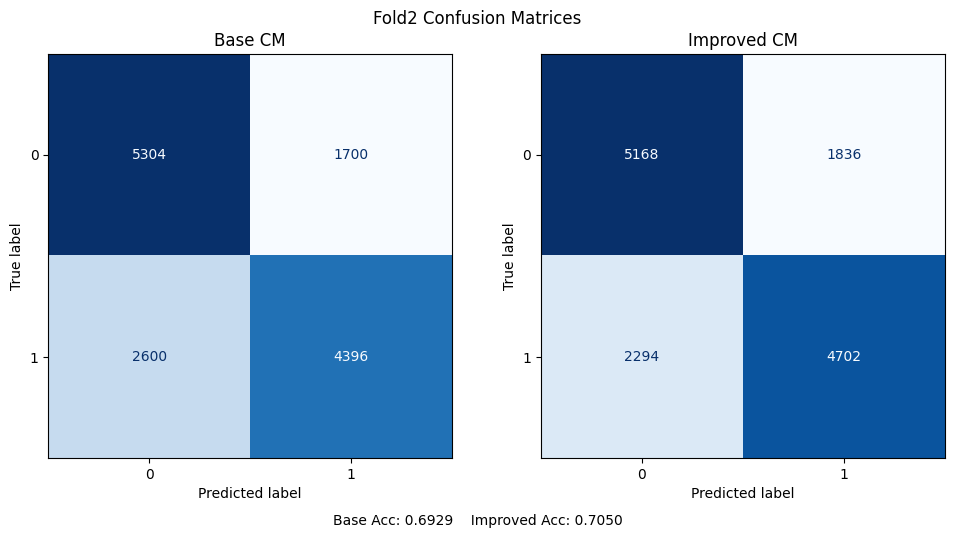 Fold2 Confusion Matrices
Base CM
Improved CM
0
5304
1700
1
2600
4396
True label
0
1
Predicted label
0
5168
1836
1
2294
4702
True label
0
1
Predicted label
Base Acc: 0.6929    Improved Acc: 0.7050